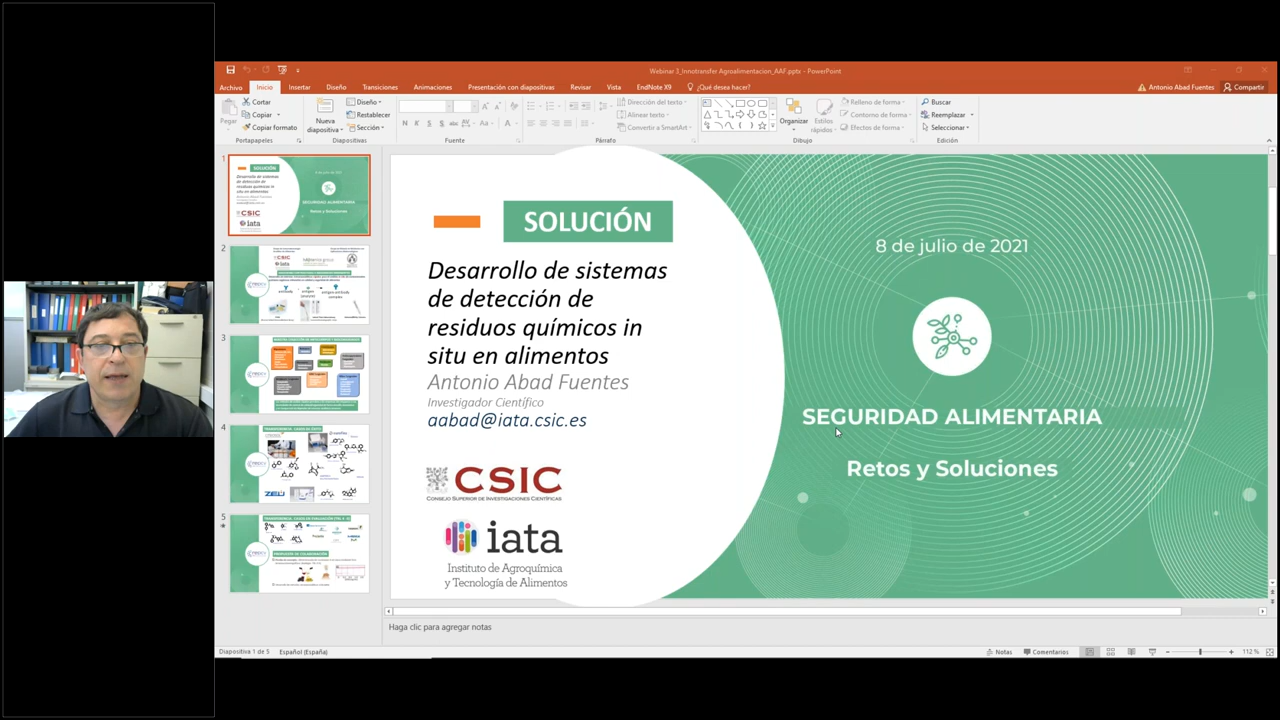 Webinar 3_Innotransfer Agroalimentacion_AAF.pptx - PowerPoint
Archivo
Inicio
Insertar
Diseño
Transiciones
Animaciones
Presentación con diapositivas
Revisar
Vista
EndNote X9
¿Qué desea hacer?
Antonio Abad Fuentes
Compartir
Pegar
Cortar
Copiar
Copiar formato
Portapapeles
Nueva
diapositiva
Diseño
Restablecer
Sección
Diapositivas
Fuente
Dirección del texto
Alinear texto
Convertir a SmartArt
Párrafo
Organizar
Estilos
rápidos
Relleno de forma
Contorno de forma
Efectos de forma
Dibujo
Buscar
Reemplazar
Seleccionar
Edición
1
2
3
4
5
SOLUCIÓN
Desarrollo de sistemas
de detección de
residuos químicos in
situ en alimentos
Antonio Abad Fuentes
Investigador Científico
aabad@iata.csic.es
CSIC
CONSEJO SUPERIOR DE INVESTIGACIONES CIENTÍFICAS
iata
Instituto de Agroquímica
y Tecnología de Alimentos
8 de julio de 2021
SEGURIDAD ALIMENTARIA
Retos y Soluciones
Haga clic para agregar notas
Diapositiva 1 de 5
Español (España)
Notas
Comentarios
112 %